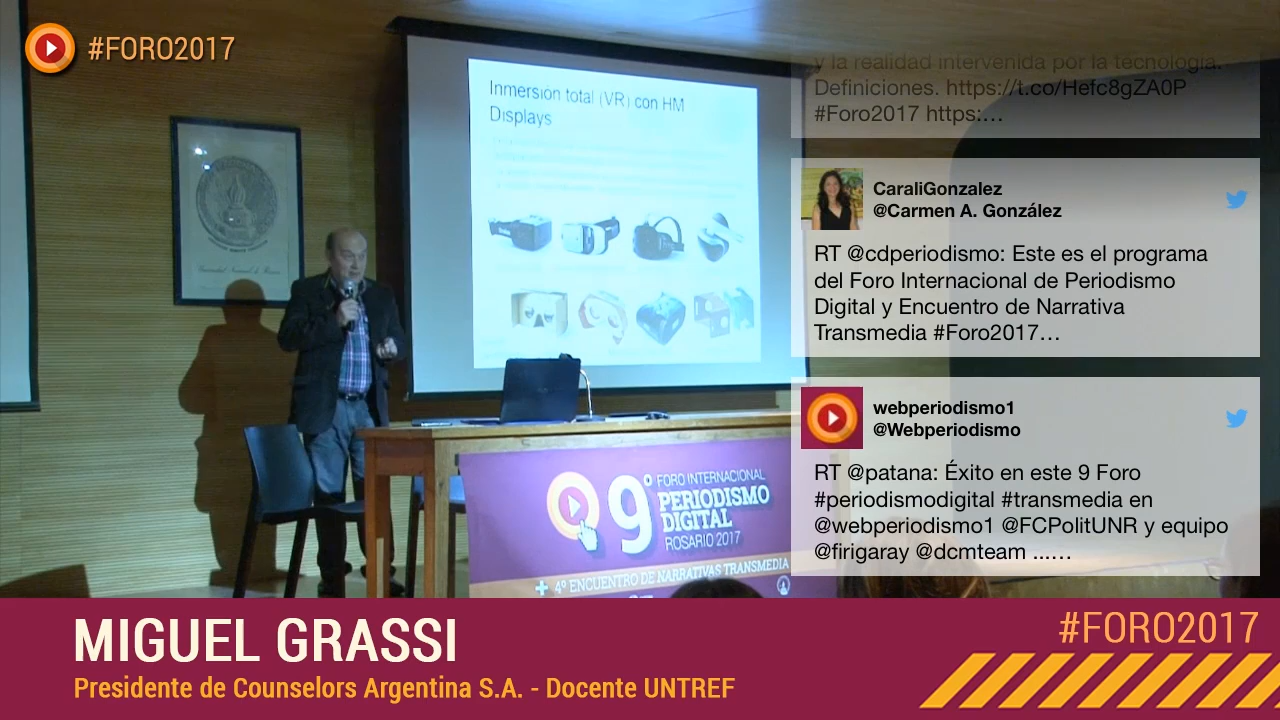 #FORO2017
Inmersión total (VR) con HM
Displays
y la realidad intervenida por la tecnología.
Definiciones. https://t.co/Hefc8gZA0P
#Foro2017 https:…
CaraliGonzalez
@Carmen A. González
RT @cdperiodismo: Este es el programa
del Foro Internacional de Periodismo
Digital y Encuentro de Narrativa
Transmedia #Foro2017…
webperiodismo1
@Webperiodismo
RT @patana: Éxito en este 9 Foro
#periodismodigital #transmedia en
@webperiodismo1 @FCPolitUNR y equipo
@firigaray @dcmteam ...…
9° FORO INTERNACIONAL
PERIODISMO
DIGITAL
ROSARIO 2017
+ 4º ENCUENTRO DE NARRATIVAS TRANSMEDIA
MIGUEL GRASSI
Presidente de Counselors Argentina S.A. - Docente UNTREF
#FORO2017